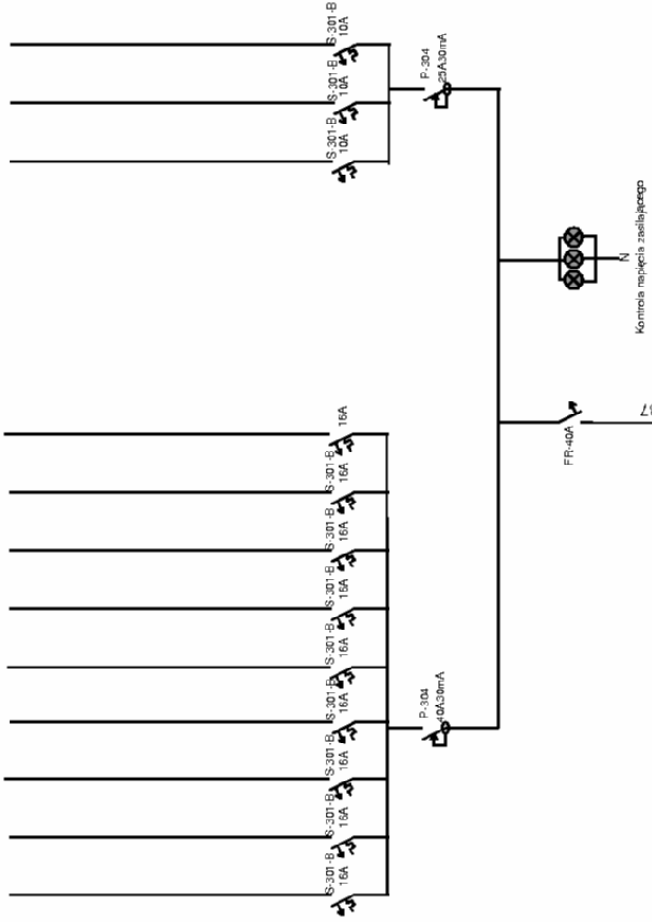 S-301-B
16A
S-301-B
16A
S-301-B
16A
S-301-B
16A
S-301-B
16A
S-301-B
16A
S-301-B
16A
S-301-B
16A
16A
S-301-B
10A
S-301-B
10A
S-301-B
10A
P-304
40A30mA
P-304
25A30mA
FR-40A
N
Kontrola napięcia zasilającego